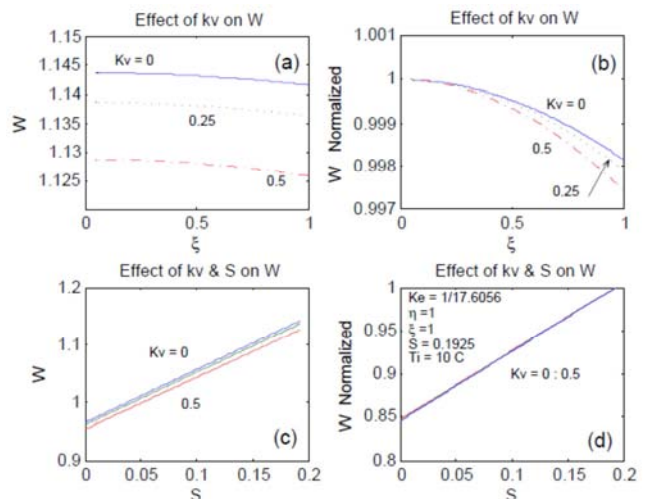 Effect of kv on W
1.15
1.145
1.14
1.135
1.13
1.125
W
Kv = 0
(a)
0.25
0.5
0
0.5
1
ξ
Effect of kv on W
1.001
1
0.999
0.998
0.997
W Normalized
(b)
Kv = 0
0.5
0.25
0
0.5
1
ξ
Effect of kv & S on W
1.2
1.1
1
0.9
W
Kv = 0
0.5
(c)
0
0.05
0.1
0.15
0.2
S
Effect of kv & S on W
1
0.95
0.9
0.85
0.8
W Normalized
Ke = 1/17.6056
η =1
ξ =1
S = 0.1925
Ti = 10 C
Kv = 0 : 0.5
(d)
0
0.05
0.1
0.15
0.2
S